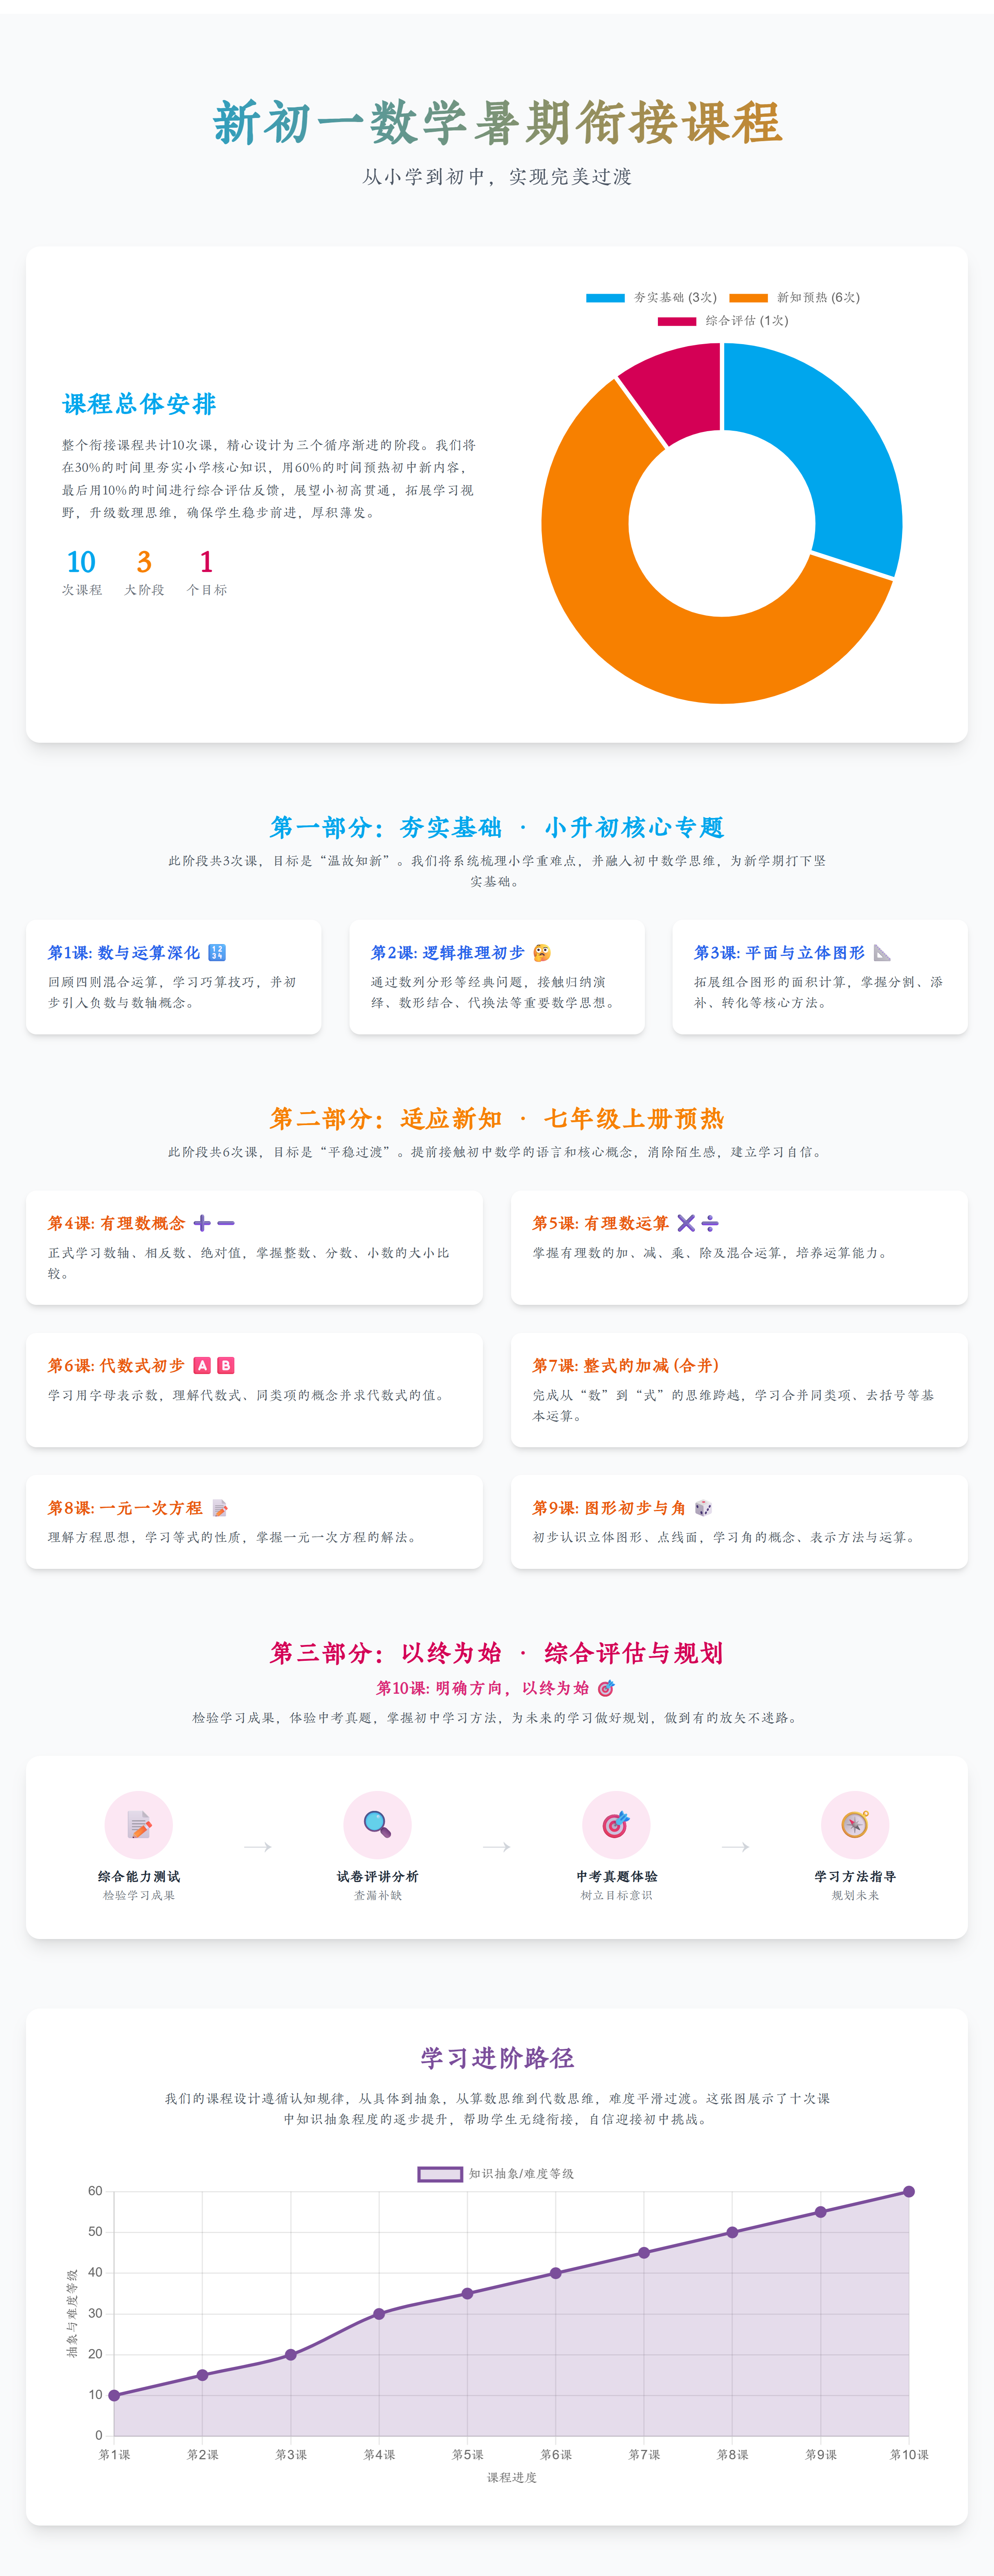 新初一数学暑期衔接课程
从小学到初中，实现完美过渡
夯实基础 (3次) 新知预热 (6次)
综合评估 (1次)
课程总体安排
整个衔接课程共计10次课，精心设计为三个循序渐进的阶段。我们将
在30%的时间里夯实小学核心知识，用60%的时间预热初中新内容，
最后用10%的时间进行综合评估反馈，展望小初高贯通，拓展学习视
野，升级数理思维，确保学生稳步前进，厚积薄发。
10 3 1
次课程 大阶段 个目标
第一部分：夯实基础 · 小升初核心专题
此阶段共3次课，目标是“温故知新”。我们将系统梳理小学重难点，并融入初中数学思维，为新学期打下坚
实基础。
第1课: 数与运算深化 🔢
回顾四则混合运算，学习巧算技巧，并初
步引入负数与数轴概念。
第2课: 逻辑推理初步 🤔
通过数列分形等经典问题，接触归纳演
绎、数形结合、代换法等重要数学思想。
第3课: 平面与立体图形 📐
拓展组合图形的面积计算，掌握分割、添
补、转化等核心方法。
第二部分：适应新知 · 七年级上册预热
此阶段共6次课，目标是“平稳过渡”。提前接触初中数学的语言和核心概念，消除陌生感，建立学习自信。
第4课: 有理数概念 ➕➖
正式学习数轴、相反数、绝对值，掌握整数、分数、小数的大小比
较。
第5课: 有理数运算 ✖️➗
掌握有理数的加、减、乘、除及混合运算，培养运算能力。
第6课: 代数式初步 🅰️🅱️
学习用字母表示数，理解代数式、同类项的概念并求代数式的值。
第7课: 整式的加减 (合并)
完成从“数”到“式”的思维跨越，学习合并同类项、去括号等基
本运算。
第8课: 一元一次方程 📝
理解方程思想，学习等式的性质，掌握一元一次方程的解法。
第9课: 图形初步与角 🎲
初步认识立体图形、点线面，学习角的概念、表示方法与运算。
第三部分：以终为始 · 综合评估与规划
第10课: 明确方向，以终为始 🎯
检验学习成果，体验中考真题，掌握初中学习方法，为未来的学习做好规划，做到有的放矢不迷路。
综合能力测试
检验学习成果
→
试卷评讲分析
查漏补缺
→
中考真题体验
树立目标意识
→
学习方法指导
规划未来
学习进阶路径
我们的课程设计遵循认知规律，从具体到抽象，从算数思维到代数思维，难度平滑过渡。这张图展示了十次课
中知识抽象程度的逐步提升，帮助学生无缝衔接，自信迎接初中挑战。
知识抽象/难度等级
抽象与难度等级
60
50
40
30
20
10
0
第1课 第2课 第3课 第4课 第5课 第6课 第7课 第8课 第9课 第10课
课程进度